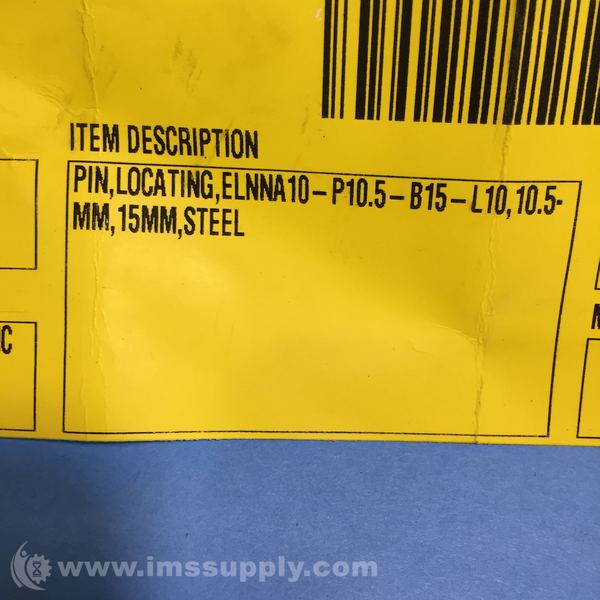 ITEM DESCRIPTION
PIN,LOCATING,ELNNA10-P10.5-B15-L10,10.5-
MM,15MM,STEEL
C
www.imssupply.com